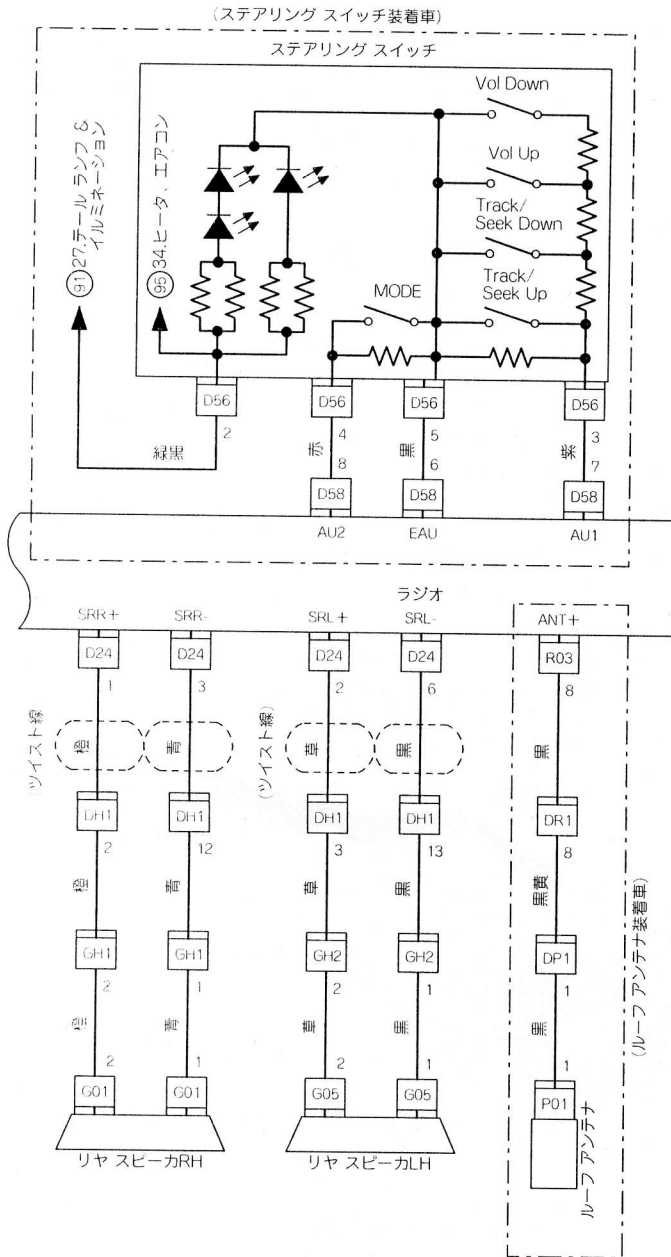 (ステアリング スイッチ装着車)
ステアリング スイッチ
91 27.テール ランプ &
イルミネーション
95 34.ヒータ、エアコン
Vol Down
Vol Up
Track/
Seek Down
Track/
Seek Up
MODE
D56
D56
D56
D56
2
4
5
3
緑黒
赤
黒
紫
8
6
7
D58
D58
D58
AU2
EAU
AU1
ラジオ
SRR+
SRR-
SRL+
SRL-
ANT+
D24
D24
D24
D24
R03
1
3
2
6
8
(ツイスト線)
橙
青
(ツイスト線)
草
黒
黒
DH1
DH1
DH1
DH1
DR1
2
12
3
13
8
橙
青
草
黒
黒黄
GH1
GH1
GH2
GH2
DP1
2
1
2
1
1
橙
青
草
黒
黒
2
1
2
1
1
G01
G01
G05
G05
P01
リヤ スピーカRH
リヤ スピーカLH
ルーフ アンテナ
(ルーフ アンテナ装着車)